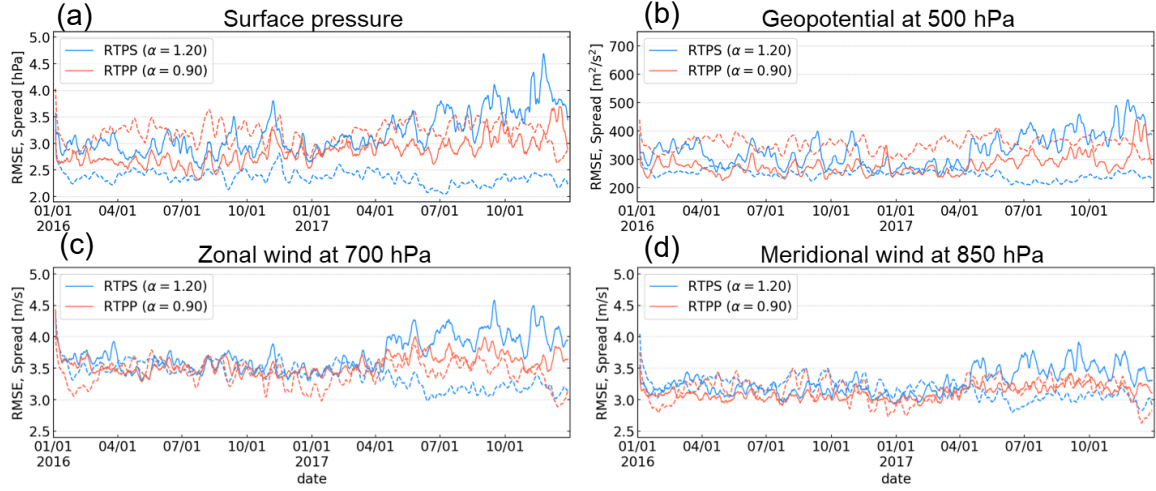 (a) Surface pressure
RMSE, Spread [hPa]
5.0
4.5
4.0
3.5
3.0
2.5
2.0
RTPS (α = 1.20)
RTPP (α = 0.90)
01/01 04/01 07/01 10/01 01/01 04/01 07/01 10/01
2016 2017
(b) Geopotential at 500 hPa
RMSE, Spread [m²/s²]
700
600
500
400
300
200
RTPS (α = 1.20)
RTPP (α = 0.90)
01/01 04/01 07/01 10/01 01/01 04/01 07/01 10/01
2016 2017
(c) Zonal wind at 700 hPa
RMSE, Spread [m/s]
5.0
4.5
4.0
3.5
3.0
2.5
RTPS (α = 1.20)
RTPP (α = 0.90)
01/01 04/01 07/01 10/01 01/01 04/01 07/01 10/01
2016 2017
date
(d) Meridional wind at 850 hPa
RMSE, Spread [m/s]
5.0
4.5
4.0
3.5
3.0
2.5
RTPS (α = 1.20)
RTPP (α = 0.90)
01/01 04/01 07/01 10/01 01/01 04/01 07/01 10/01
2016 2017
date